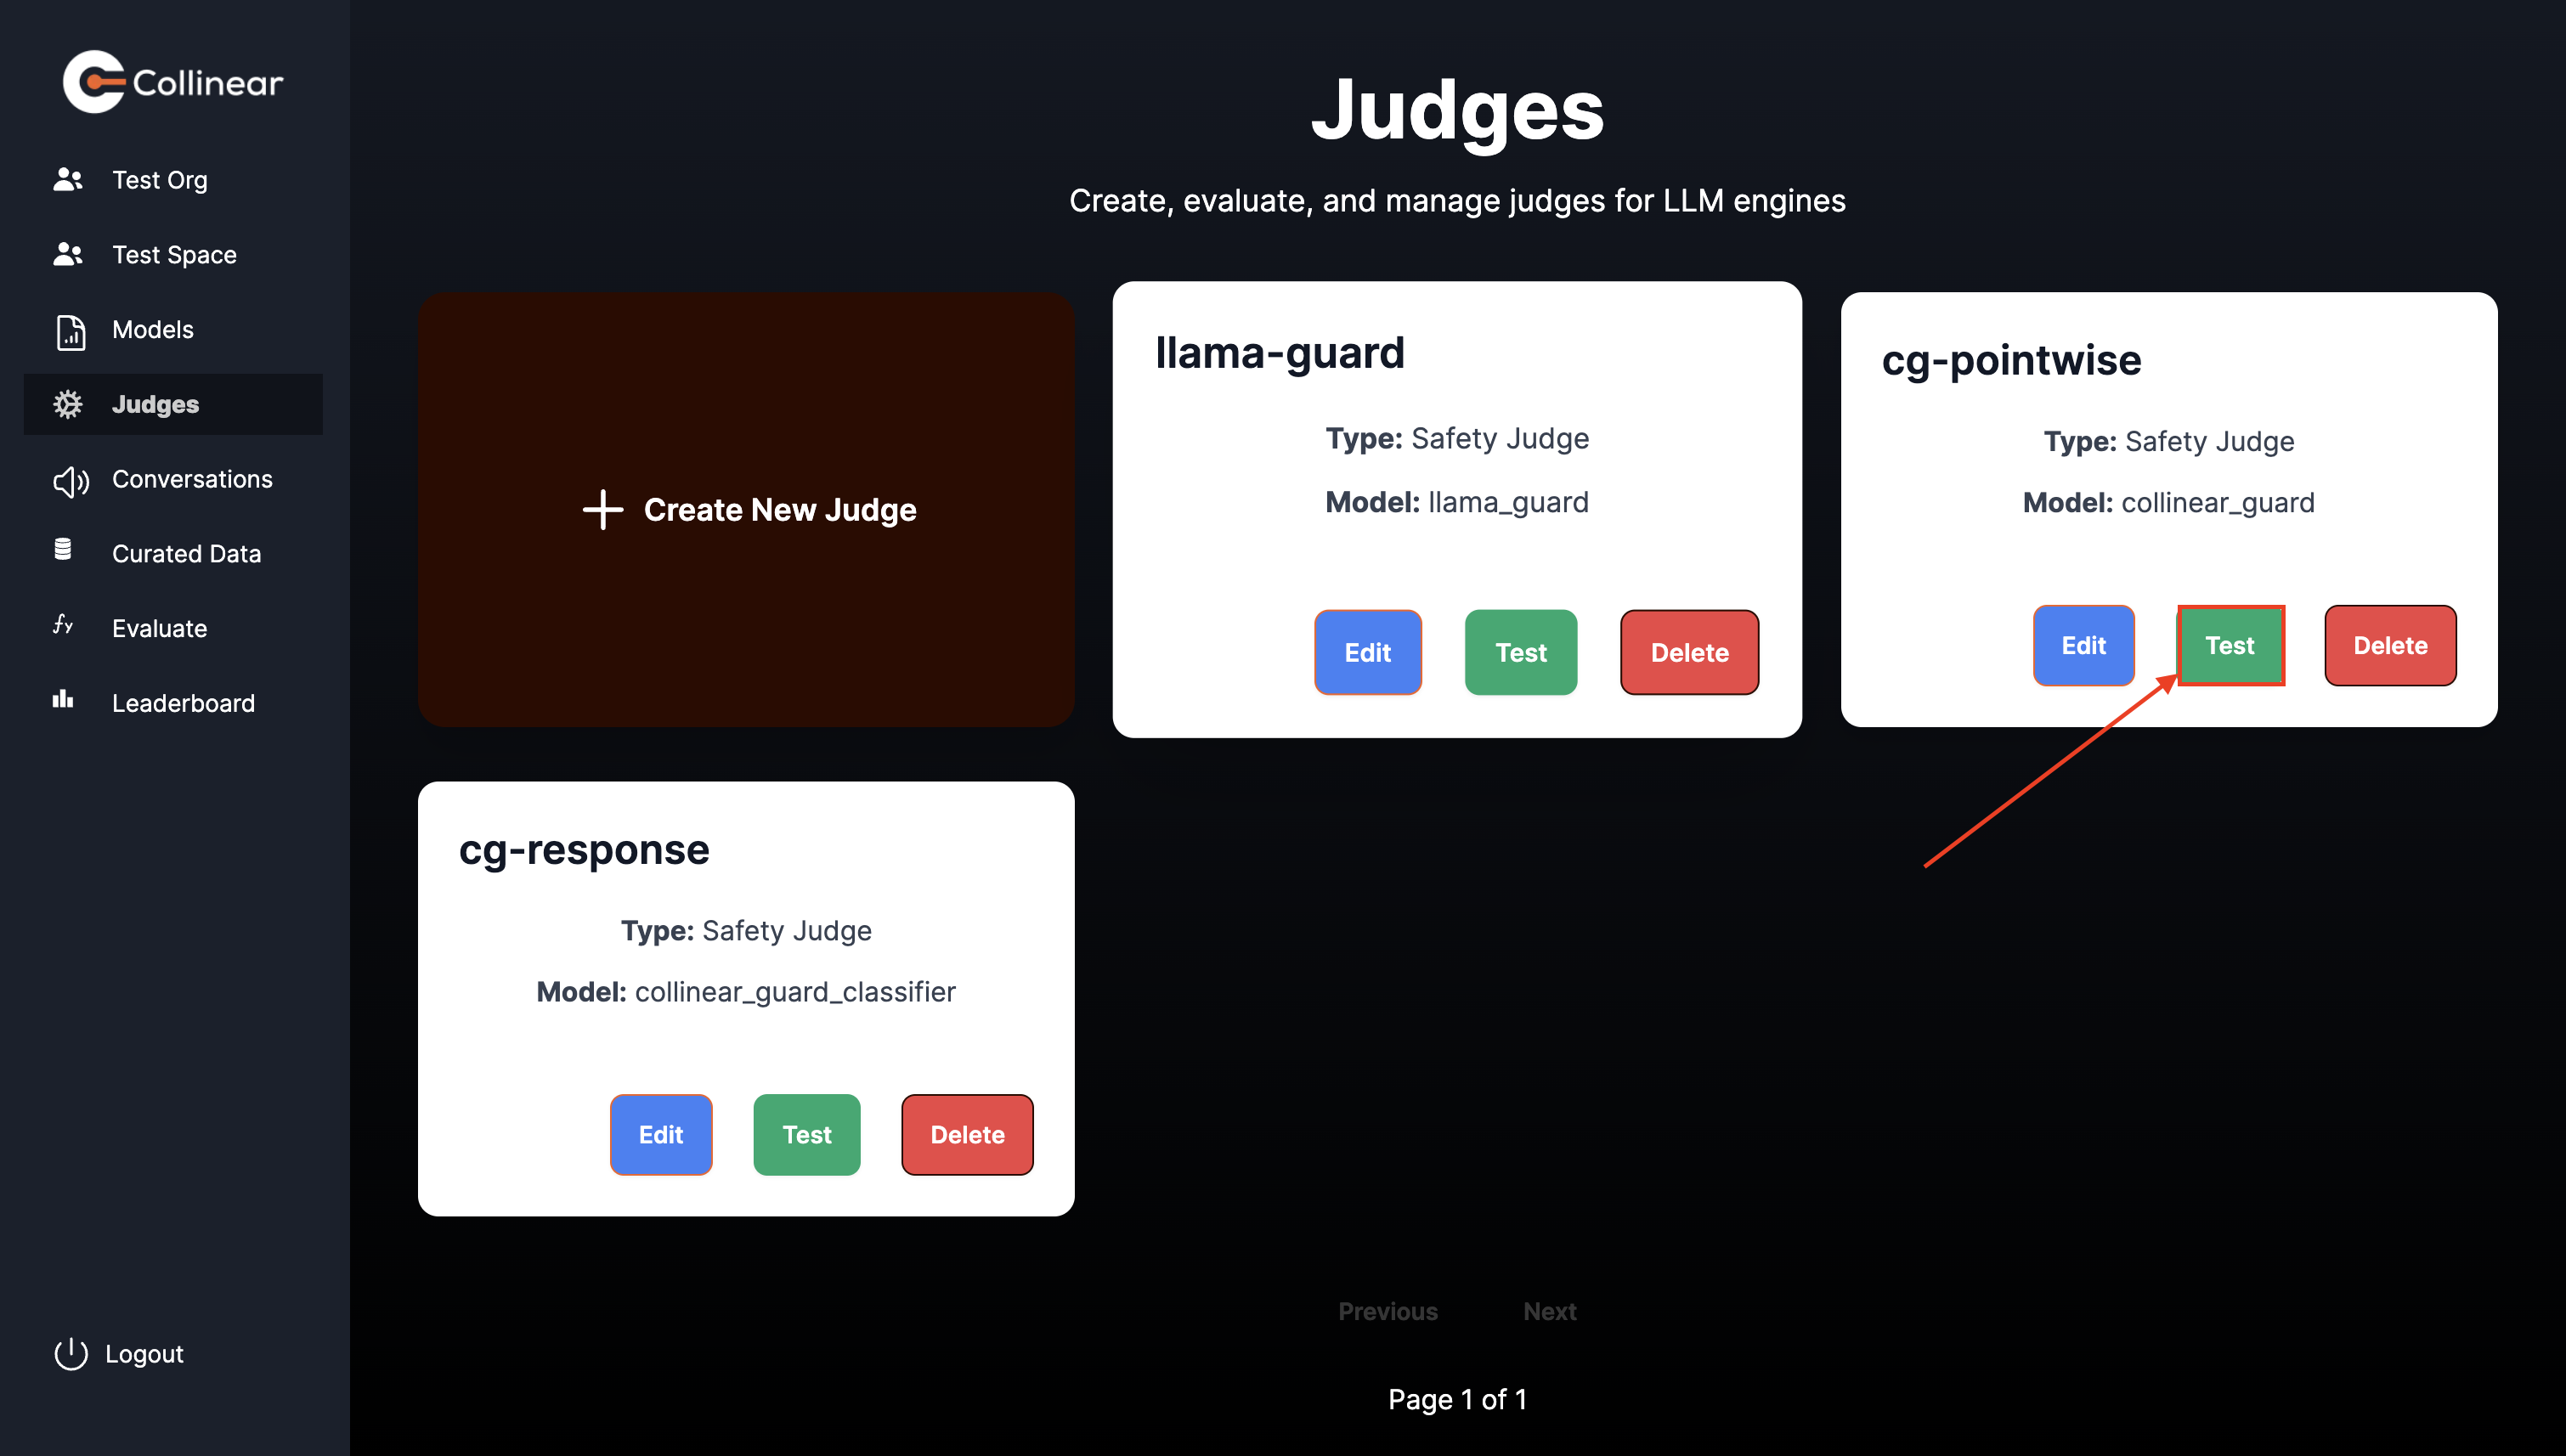 Collinear
Test Org
Test Space
Models
Judges
Conversations
Curated Data
Evaluate
Leaderboard
Logout
Judges
Create, evaluate, and manage judges for LLM engines
Create New Judge
llama-guard
Type: Safety Judge
Model: llama_guard
Edit Test Delete
cg-pointwise
Type: Safety Judge
Model: collinear_guard
Edit Test Delete
cg-response
Type: Safety Judge
Model: collinear_guard_classifier
Edit Test Delete
Previous Next
Page 1 of 1